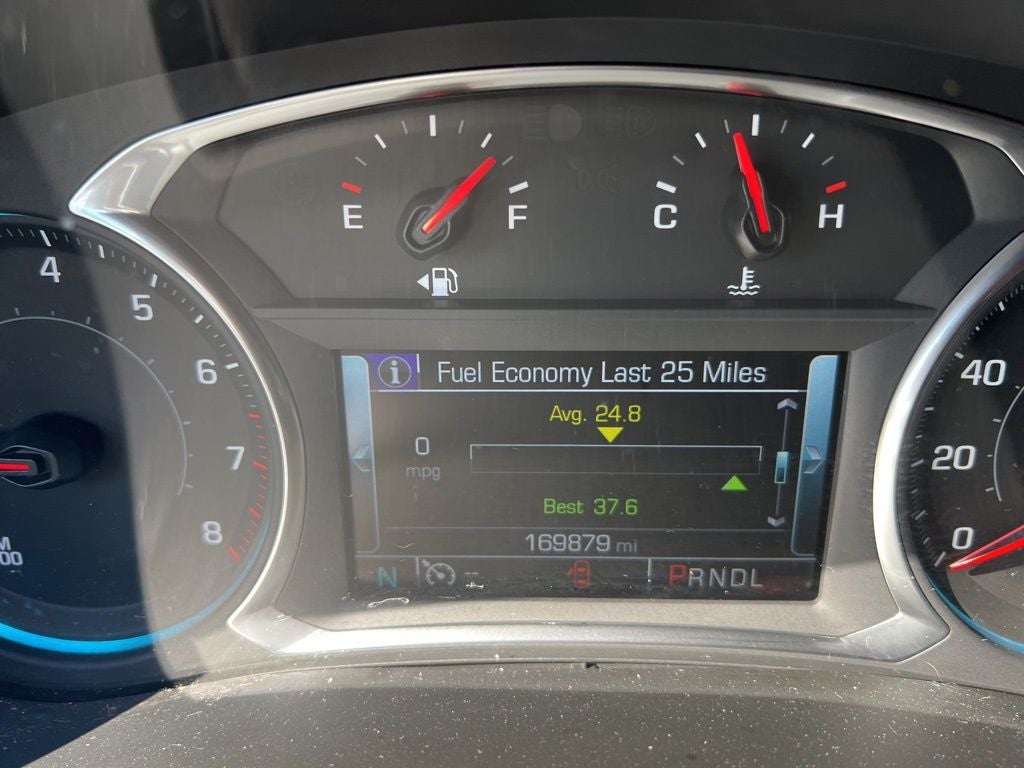 E F
C H
4
5
6
7
8
40
20
0
i Fuel Economy Last 25 Miles
Avg. 24.8
0
mpg
Best 37.6
169879 mi
N -- PRNDL